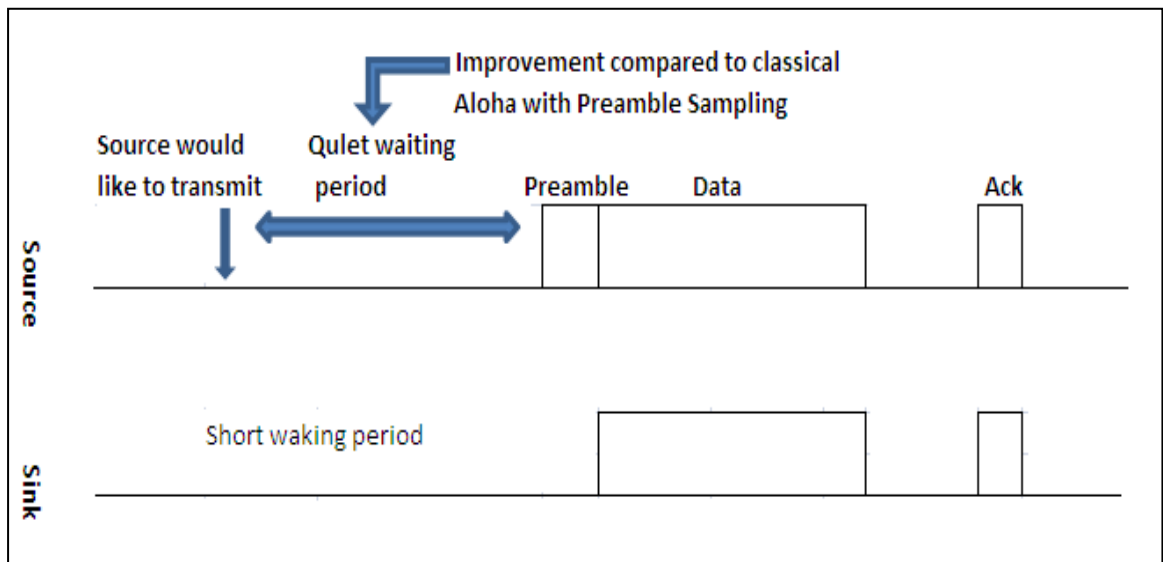 Improvement compared to classical
Aloha with Preamble Sampling
Source would
like to transmit
Qulet waiting
period
Preamble
Data
Ack
Source
Short waking period
Sink